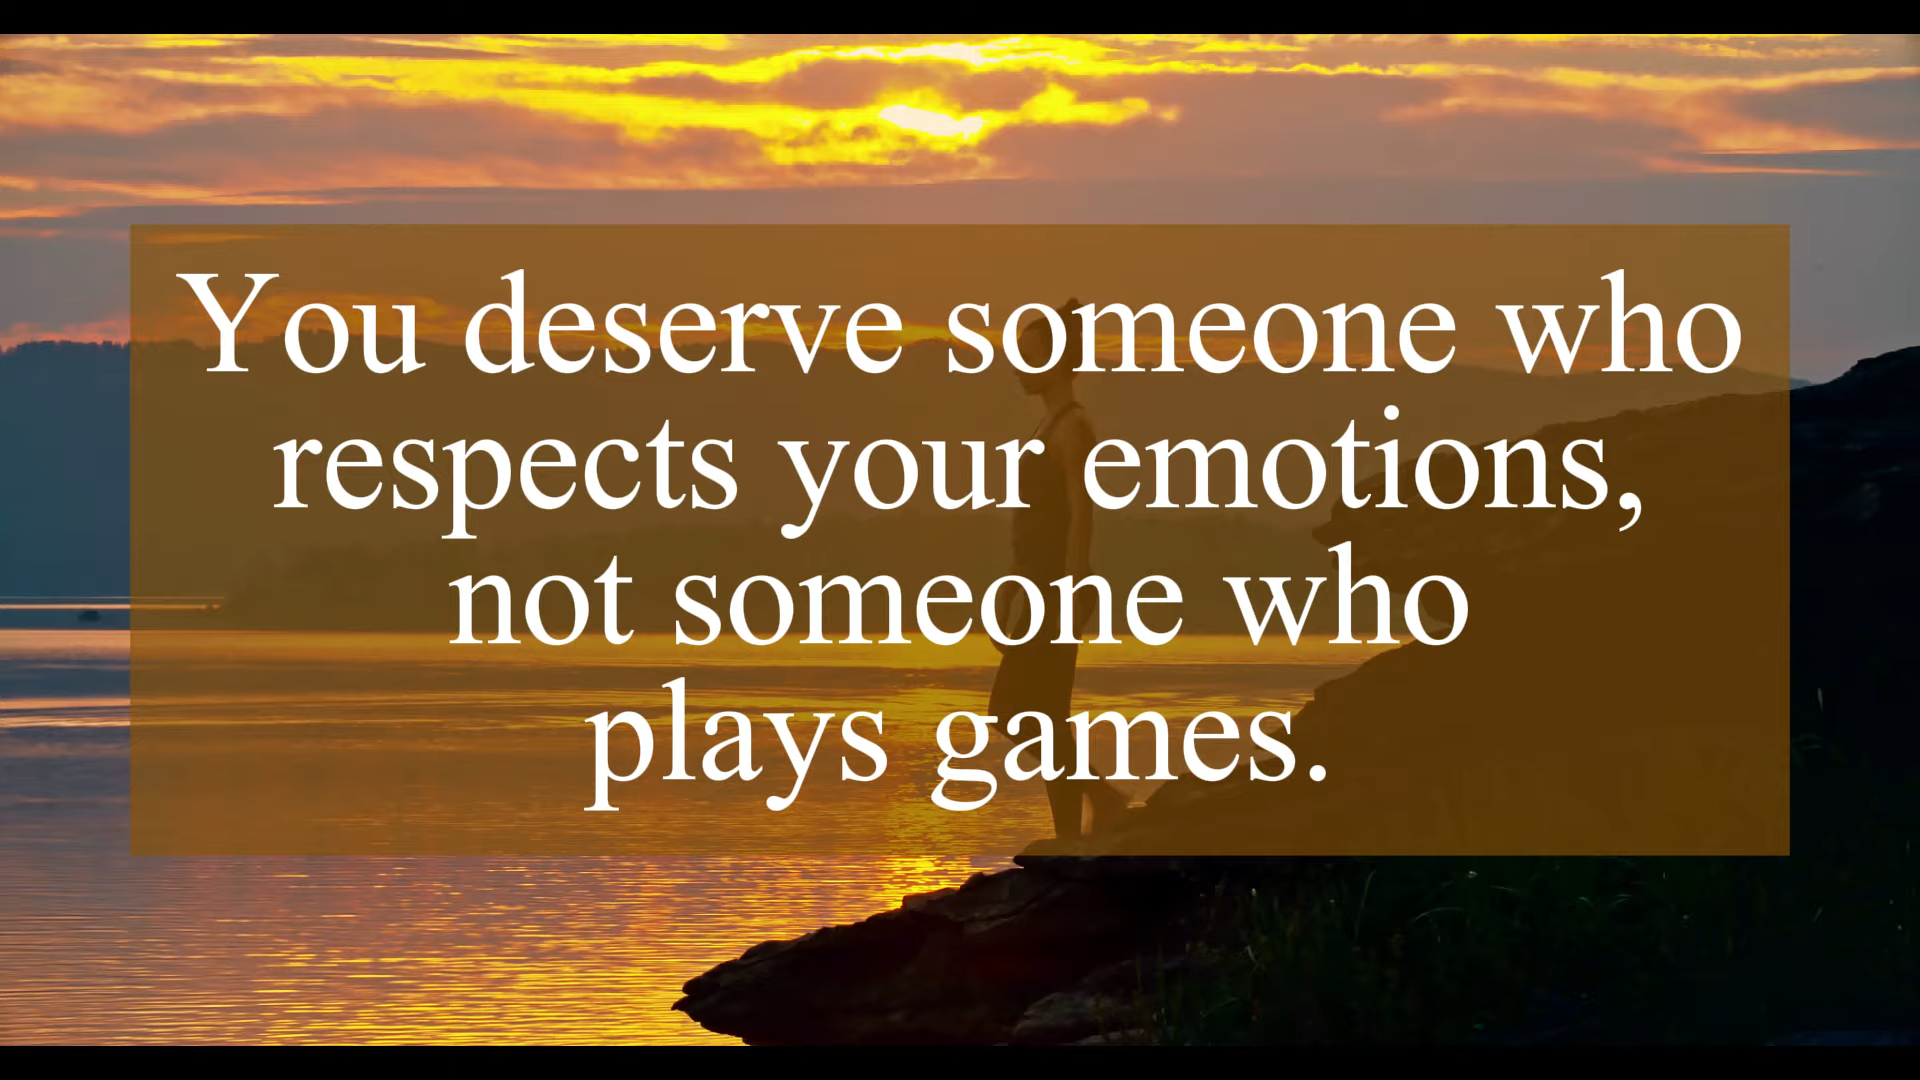 You deserve someone who
respects your emotions,
not someone who
plays games.